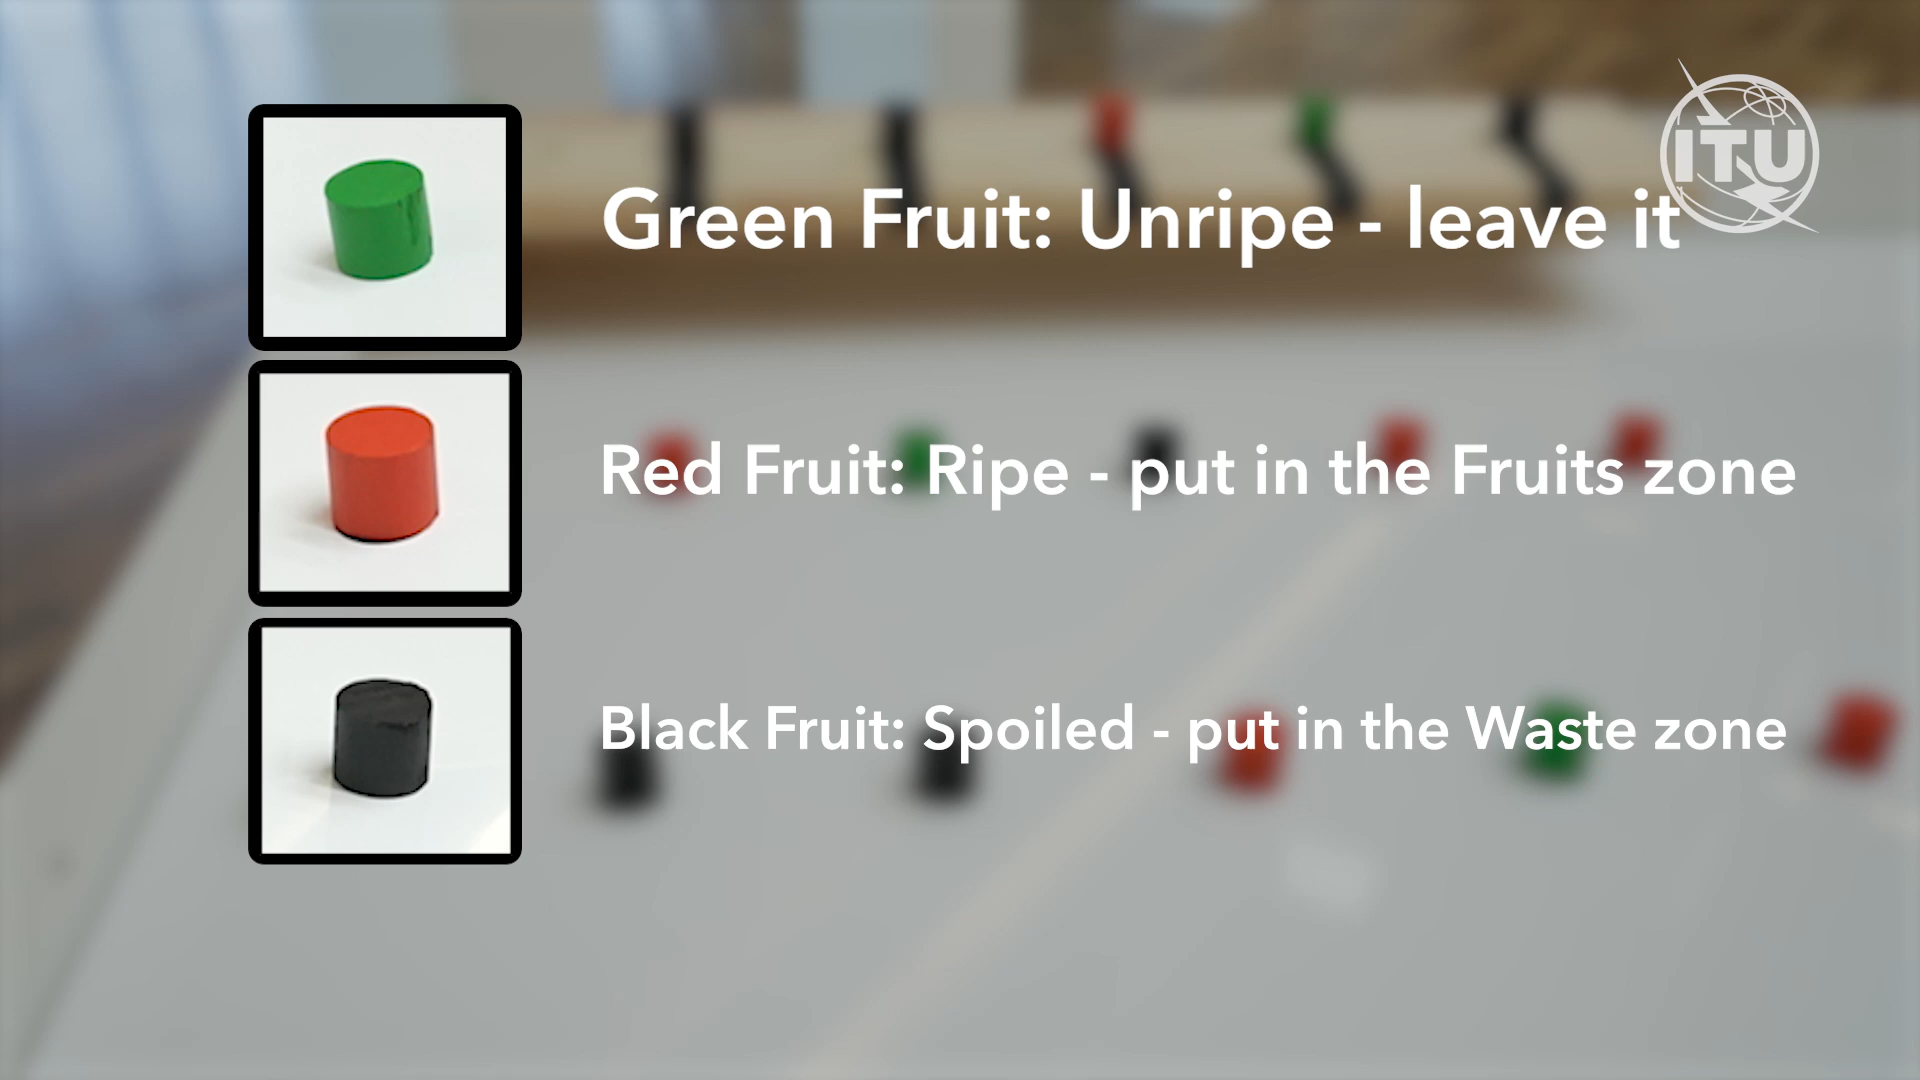 ITU
Green Fruit: Unripe - leave it
Red Fruit: Ripe - put in the Fruits zone
Black Fruit: Spoiled - put in the Waste zone